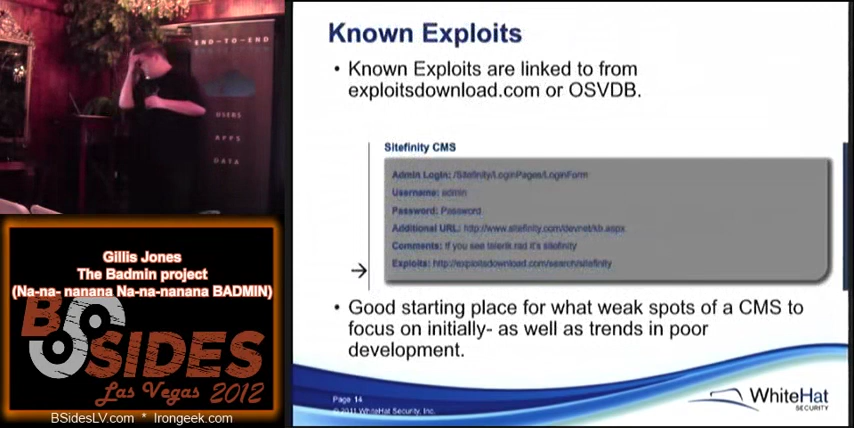 END-TO-END
USERS
APPS
DATA
Gillis Jones
The Badmin project
(Na-na- nanana Na-na-nanana BADMIN)
BSIDES
Las Vegas 2012
BSidesLV.com * Irongeek.com
Known Exploits
• Known Exploits are linked to from
exploitsdownload.com or OSVDB.
Sitefinity CMS
Admin Login: /Sitefinity/LoginPages/LoginForm
Username: admin
Password: Password
Additional URL: http://www.sitefinity.com/devnet/kb.aspx
Comments: If you see telerik.rad it's sitefinity
Exploits: http://exploitsdownload.com/search/sitefinity
• Good starting place for what weak spots of a CMS to
focus on initially- as well as trends in poor
development.
Page 14
© 2011 WhiteHat Security, Inc.
WhiteHat
SECURITY